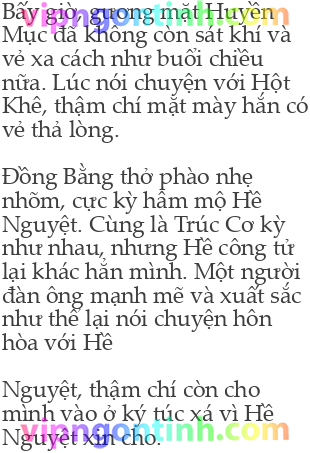 Bấy giờ, gương mặt Huyền
vipngontinh.com
Mục đã không còn sát khí và
vẻ xa cách như buổi chiều
nữa. Lúc nói chuyện với Hột
Khê, thậm chí mặt mày hắn có
vẻ thả lòng.
Đồng Bằng thở phào nhẹ
nhõm, cực kỳ hâm mộ Hề
Nguyệt. Cùng là Trúc Cơ kỳ
như nhau, nhưng Hề công tử
lại khác hẳn mình. Một người
đàn ông mạnh mẽ và xuất sắc
như thế lại nói chuyện hôn
hòa với Hề
Nguyệt, thậm chí còn cho
mình vào ở ký túc xá vì Hề
vipngontinh.com
Nguyệt xin cho.